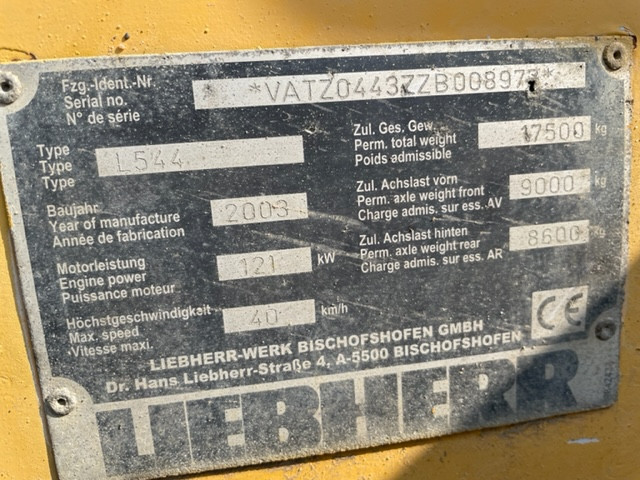 Fzg.-Ident.-Nr.
Serial no.
N° de série
Type L544
Type
Type
Baujahr
Year of manufacture 2003
Année de fabrication
Motorleistung
Engine power 121 kW
Puissance moteur
Höchstgeschwindigkeit
Max. speed 40 km/h
Vitesse maxi.
Zul. Ges. Gew.
Perm. total weight 17500 kg
Poids admissible
Zul. Achslast vorn
Perm. axle weight front 9000 kg
Charge admis. sur ess. AV
Zul. Achslast hinten
Perm. axle weight rear 8600 kg
Charge admis. sur ess. AR
CE
LIEBHERR-WERK BISCHOFSHOFEN GMBH
Dr. Hans Liebherr-Straße 4, A-5500 BISCHOFSHOFEN
LIEBHERR